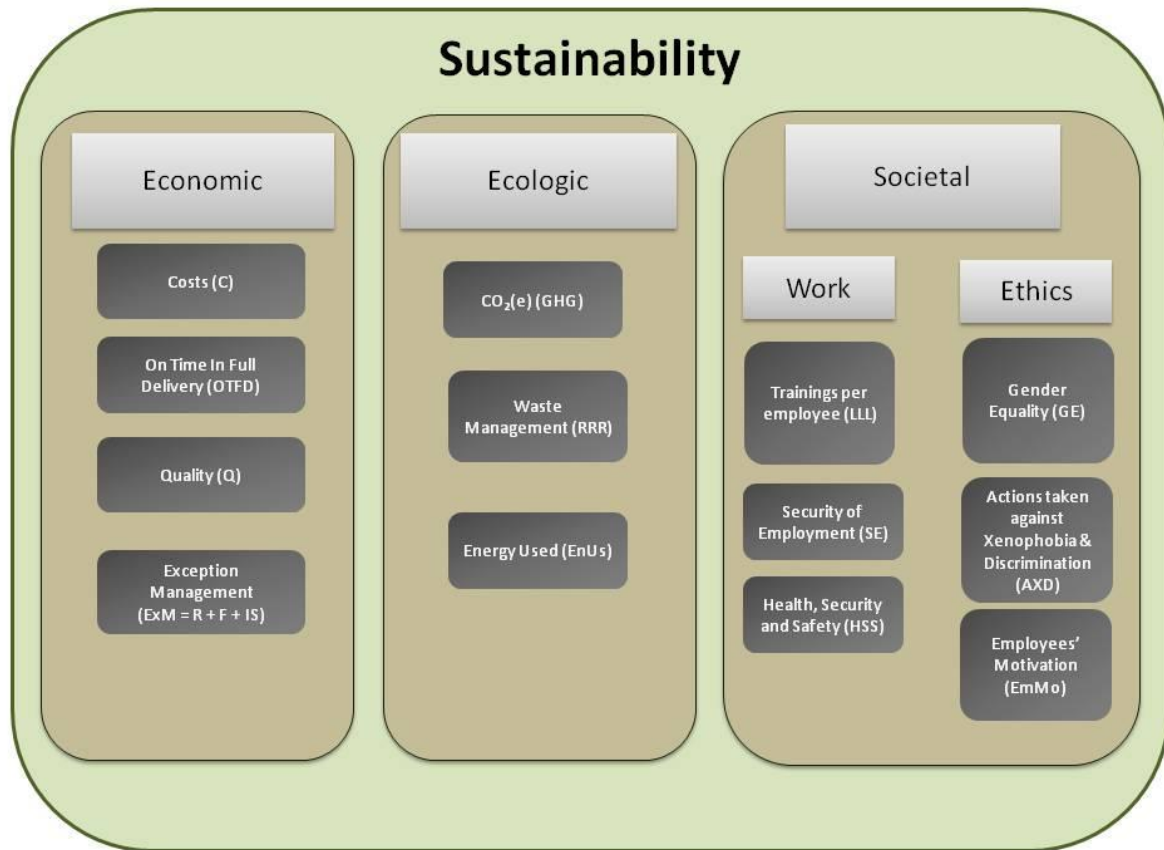 Sustainability
Economic
Costs (C)
On Time In Full
Delivery (OTFD)
Quality (Q)
Exception
Management
(ExM = R + F + IS)
Ecologic
CO₂(e) (GHG)
Waste
Management (RRR)
Energy Used (EnUs)
Societal
Work
Trainings per
employee (LLL)
Security of
Employment (SE)
Health, Security
and Safety (HSS)
Ethics
Gender
Equality (GE)
Actions taken
against
Xenophobia &
Discrimination
(AXD)
Employees’
Motivation
(EmMo)